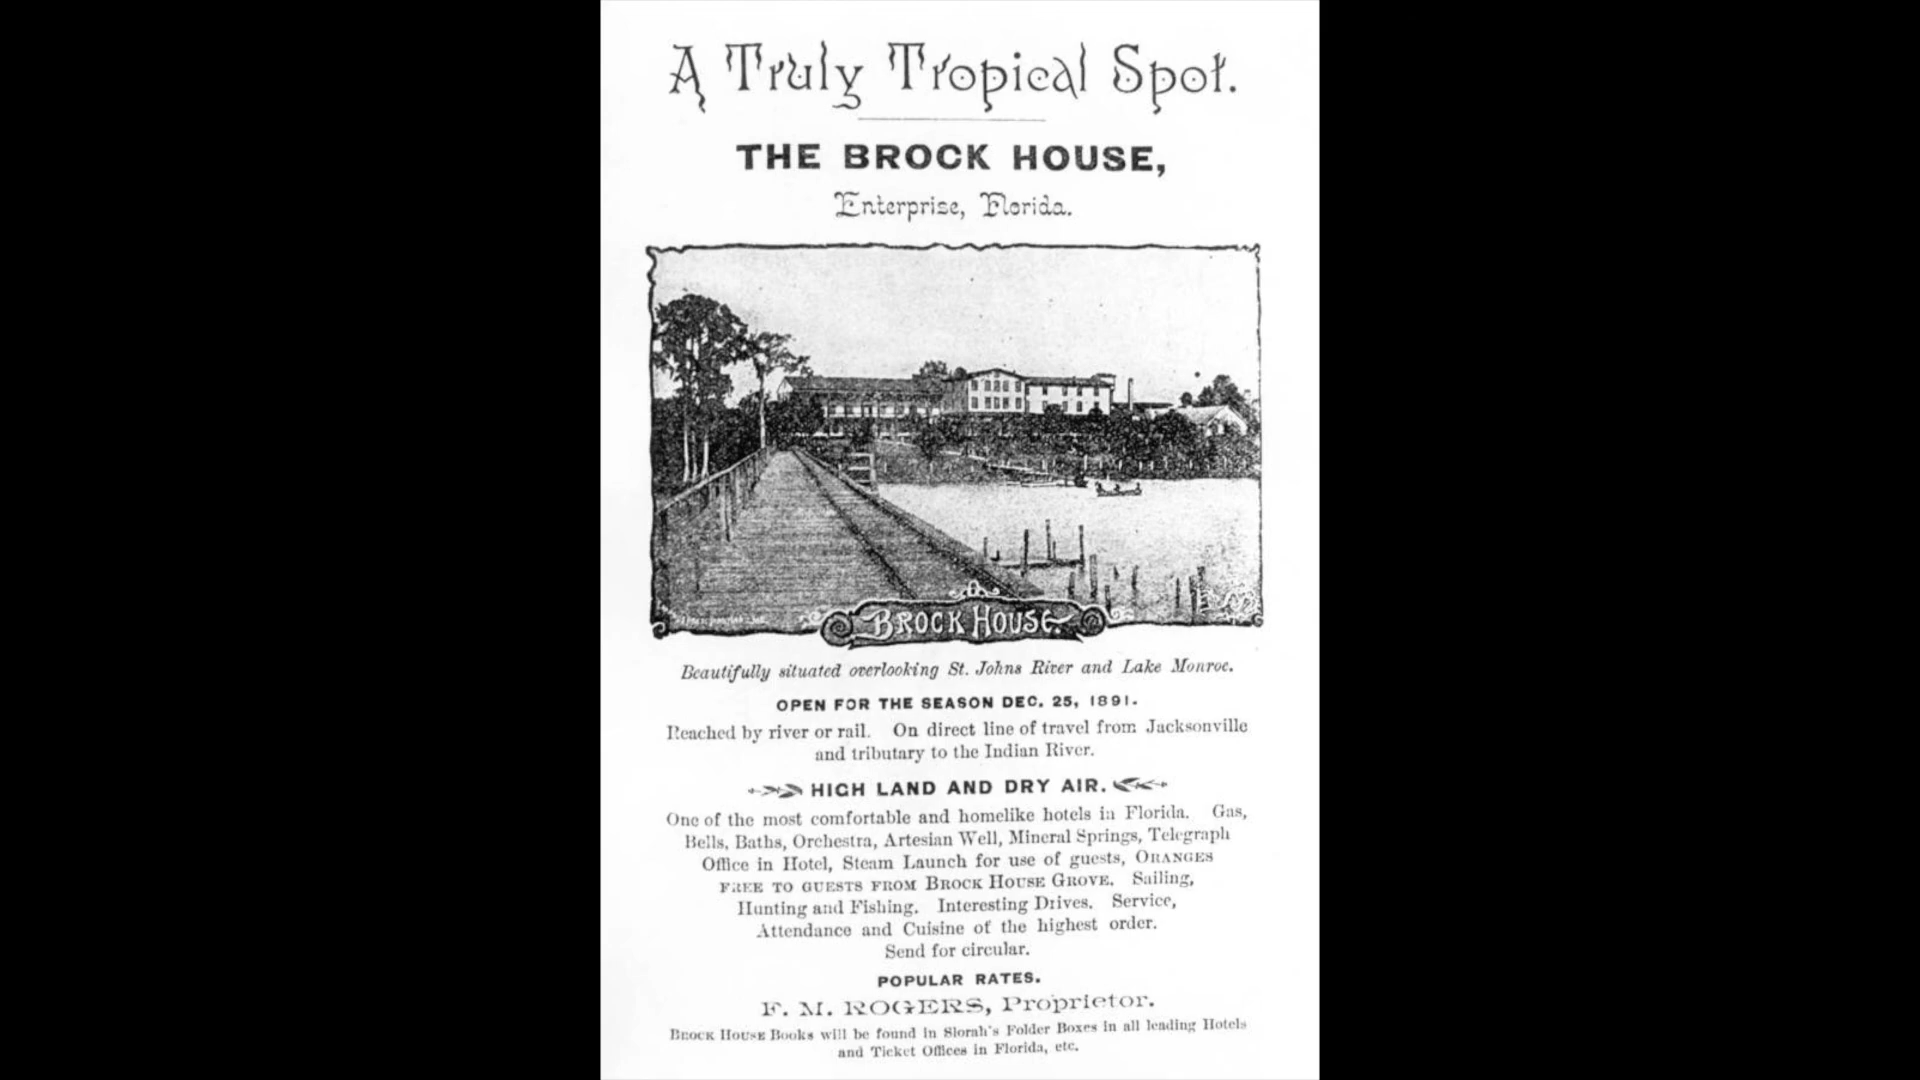 A Truly Tropical Spot.
THE BROCK HOUSE,
Enterprise, Florida.
BROCK HOUSE.
Beautifully situated overlooking St. Johns River and Lake Monroe.
OPEN FOR THE SEASON DEC. 25, 1891.
Reached by river or rail. On direct line of travel from Jacksonville
and tributary to the Indian River.
HIGH LAND AND DRY AIR.
One of the most comfortable and homelike hotels in Florida. Gas,
Bells, Baths, Orchestra, Artesian Well, Mineral Springs, Telegraph
Office in Hotel, Steam Launch for use of guests, ORANGES
FREE TO GUESTS FROM BROCK HOUSE GROVE. Sailing,
Hunting and Fishing. Interesting Drives. Service,
Attendance and Cuisine of the highest order.
Send for circular.
POPULAR RATES.
F. M. ROGERS, Proprietor.
BROCK HOUSE BOOKS will be found in Slorah's Folder Boxes in all leading Hotels
and Ticket Offices in Florida, etc.